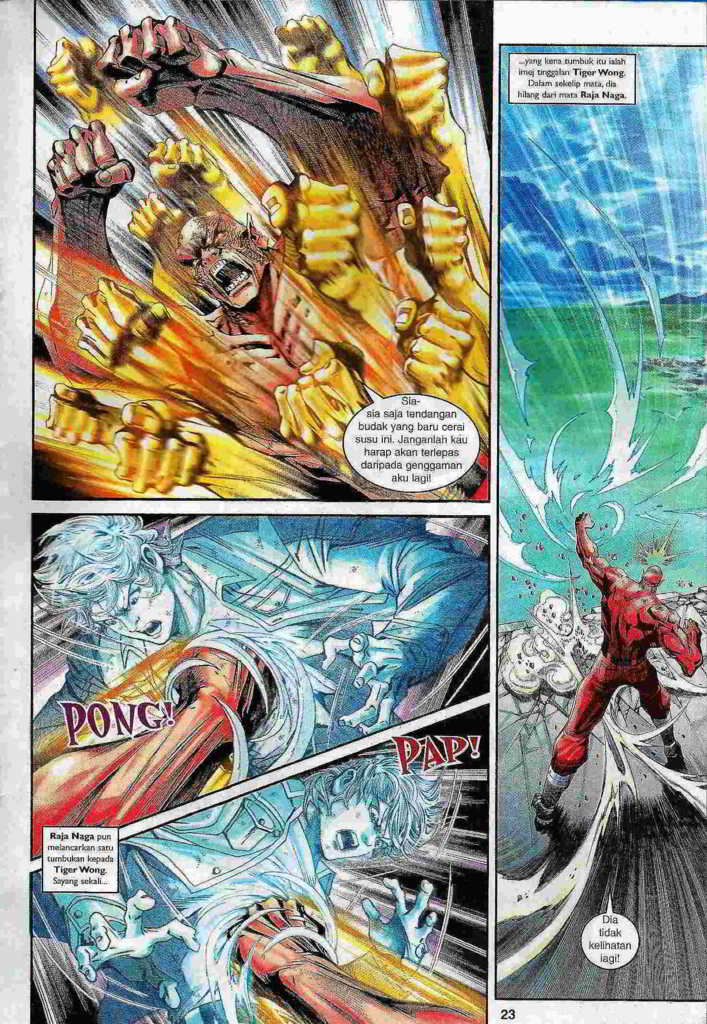 Sia-
sia saja tendangan
budak yang baru cerai
susu ini. Janganlah kau
harap akan terlepas
daripada genggaman
aku lagi!
PONG!
PAP!
Raja Naga pun
melancarkan satu
tumbukan kepada
Tiger Wong.
Sayang sekali...
...yang kena tumbuk itu ialah
imej tinggalan Tiger Wong.
Dalam sekelip mata, dia
hilang dari mata Raja Naga.
Dia
tidak
kelihatan
lagi!
23